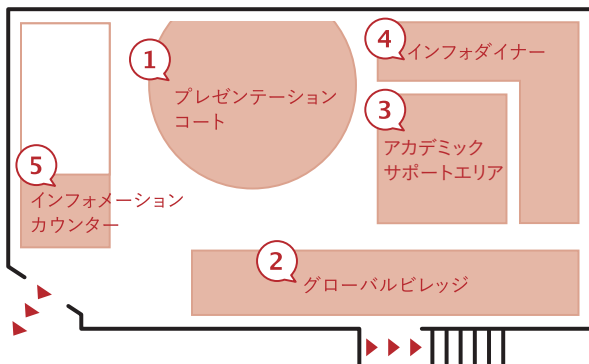 1
プレゼンテーション
コート
4
インフォダイナー
3
アカデミック
サポートエリア
5
インフォメーション
カウンター
2
グローバルビレッジ